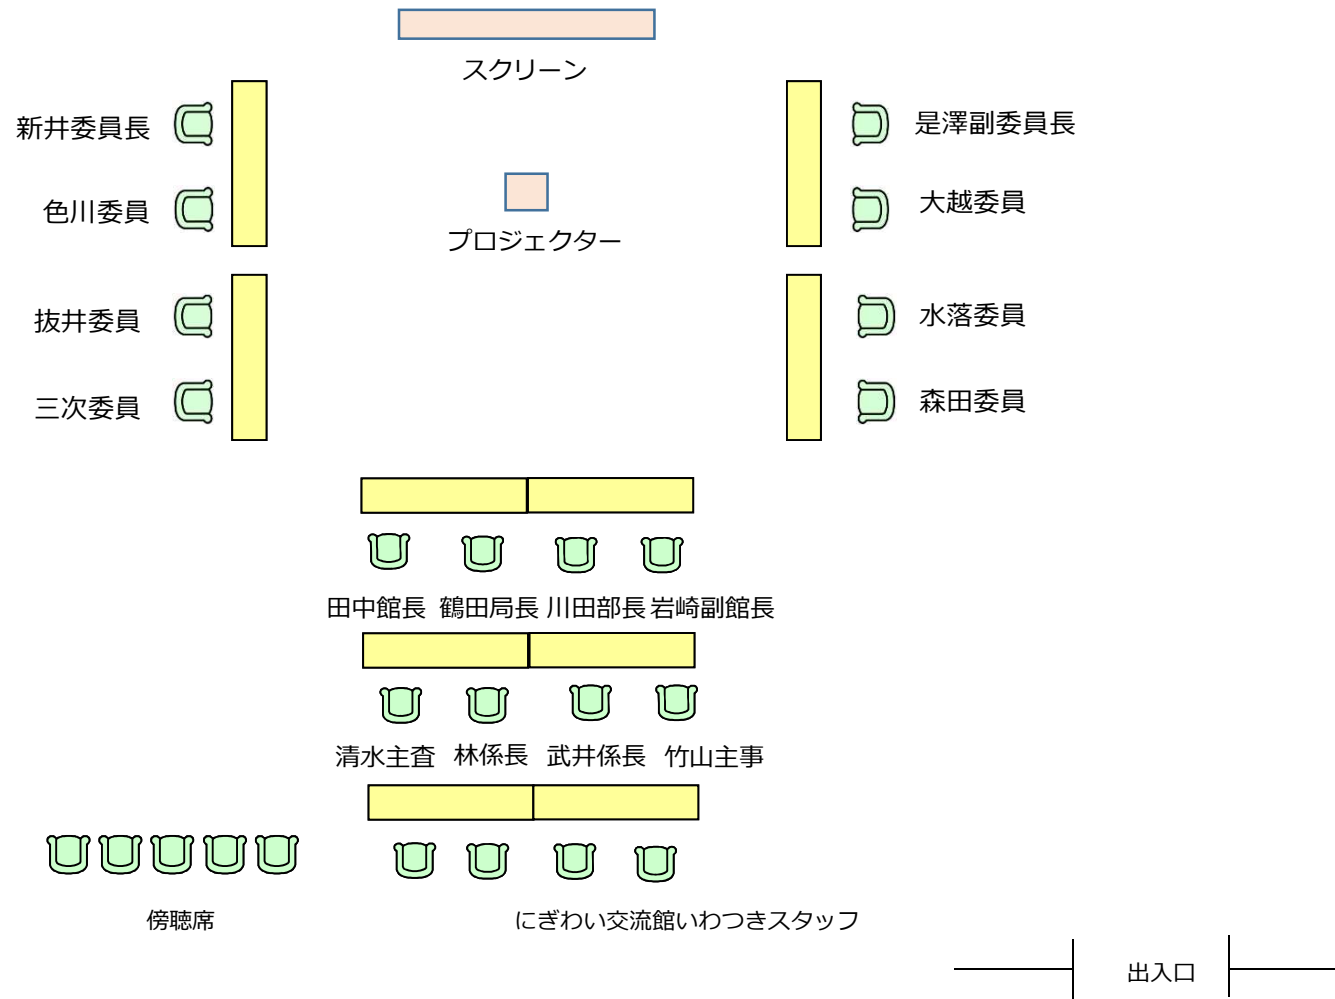 スクリーン
新井委員長
是澤副委員長
色川委員
大越委員
プロジェクター
抜井委員
水落委員
三次委員
森田委員
田中館長 鶴田局長 川田部長 岩崎副館長
清水主査 林係長 武井係長 竹山主事
傍聴席
にぎわい交流館いわつきスタッフ
出入口